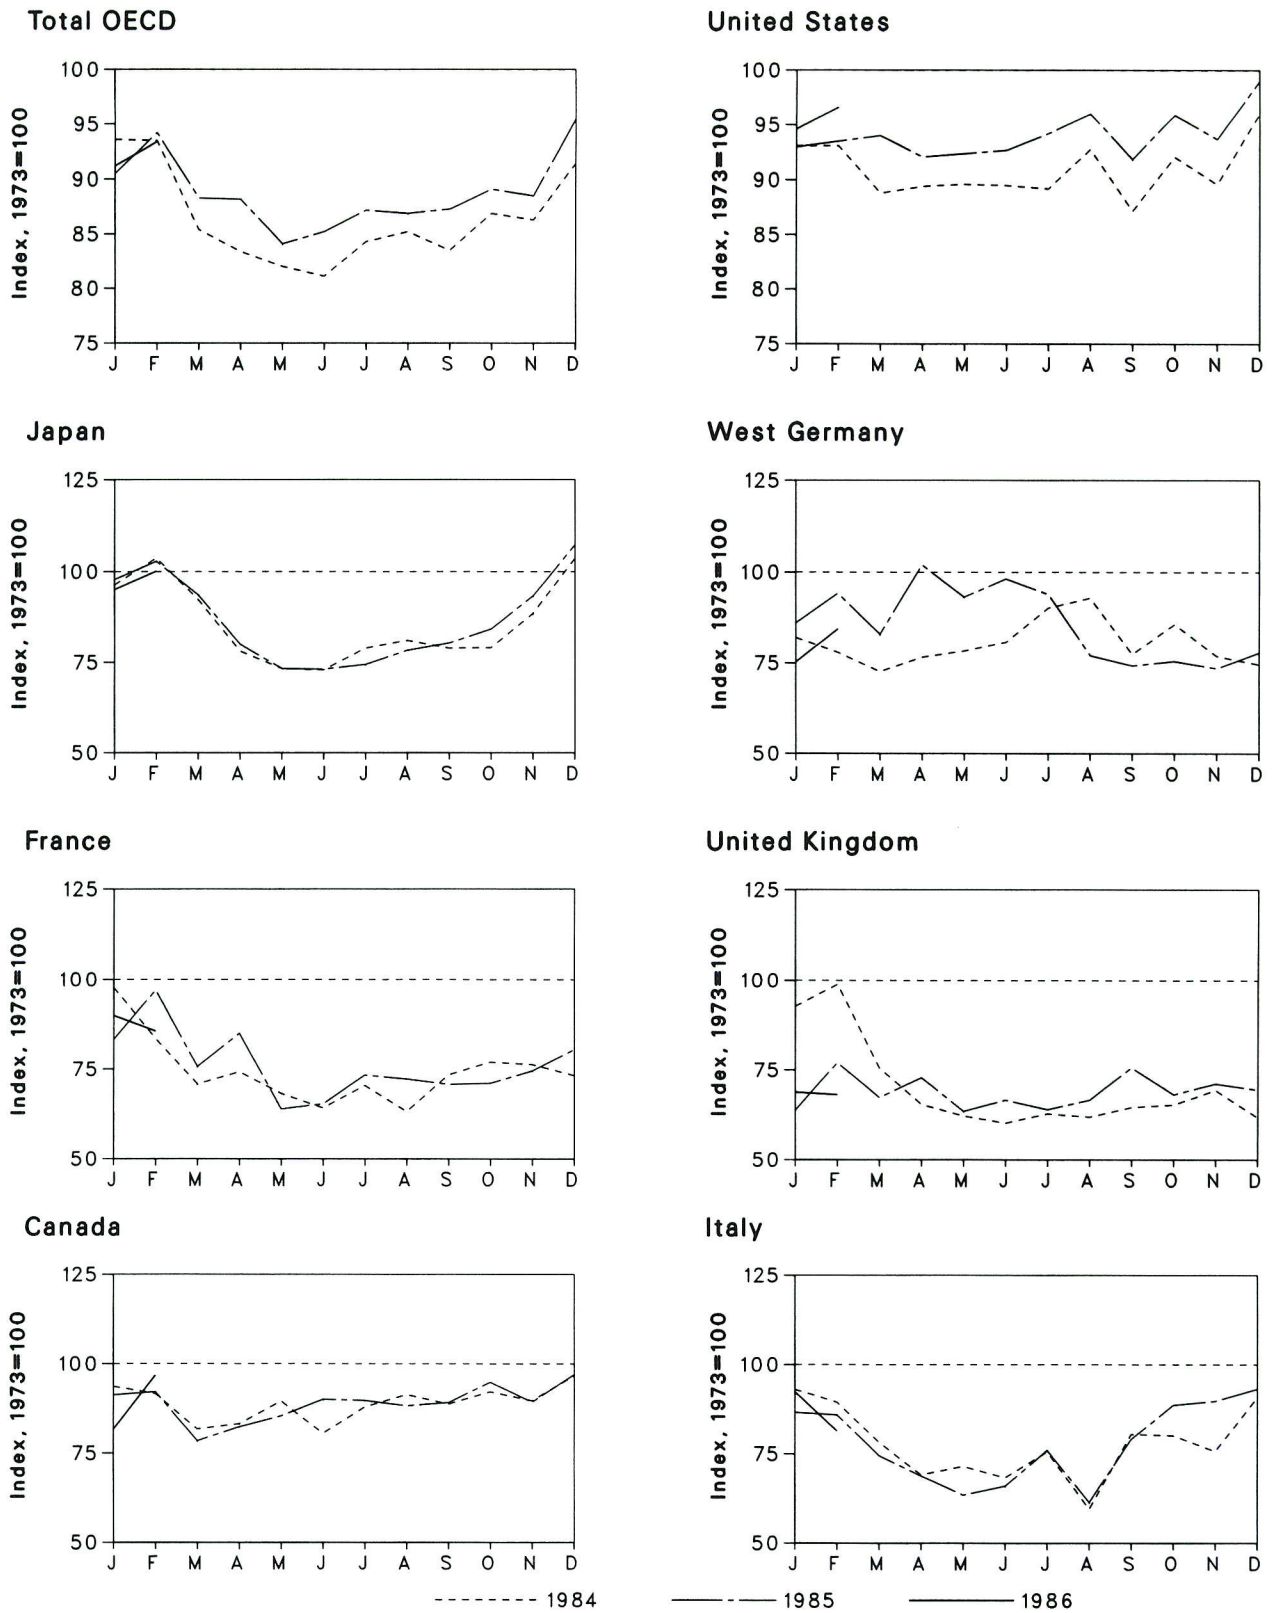 Total OECD
Index, 1973=100
100
95
90
85
80
75
J F M A M J J A S O N D
United States
Index, 1973=100
100
95
90
85
80
75
J F M A M J J A S O N D
Japan
Index, 1973=100
125
100
75
50
J F M A M J J A S O N D
West Germany
Index, 1973=100
125
100
75
50
J F M A M J J A S O N D
France
Index, 1973=100
125
100
75
50
J F M A M J J A S O N D
United Kingdom
Index, 1973=100
125
100
75
50
J F M A M J J A S O N D
Canada
Index, 1973=100
125
100
75
50
J F M A M J J A S O N D
Italy
Index, 1973=100
125
100
75
50
J F M A M J J A S O N D
1984 1985 1986